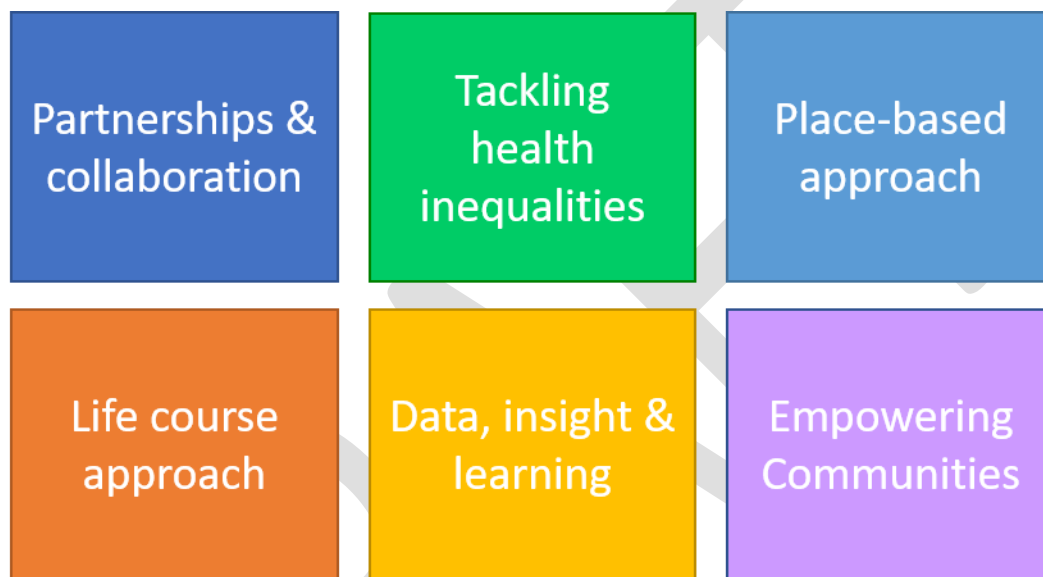 Partnerships &
collaboration
Tackling
health
inequalities
Place-based
approach
Life course
approach
Data, insight &
learning
Empowering
Communities